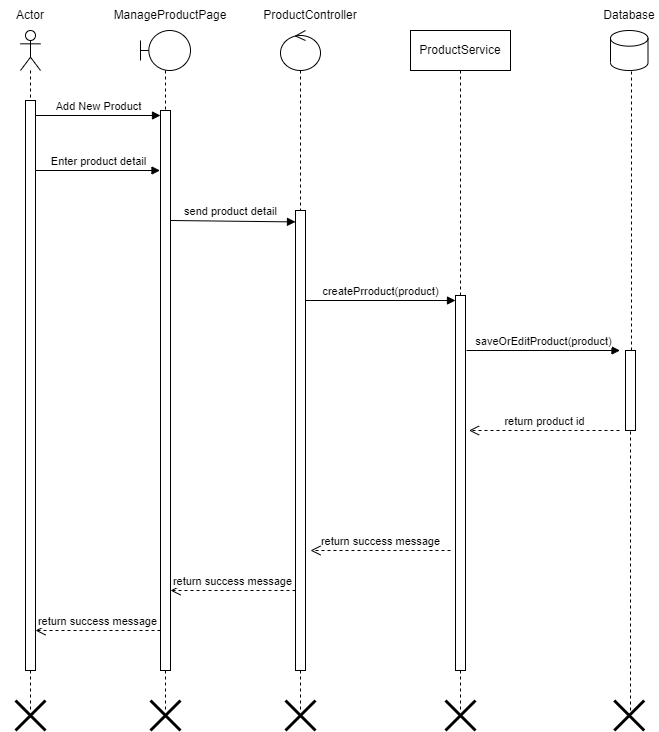 Actor
ManageProductPage
ProductController
Database
ProductService
Add New Product
Enter product detail
send product detail
createPrroduct(product)
saveOrEditProduct(product)
return product id
return success message
return success message
return success message